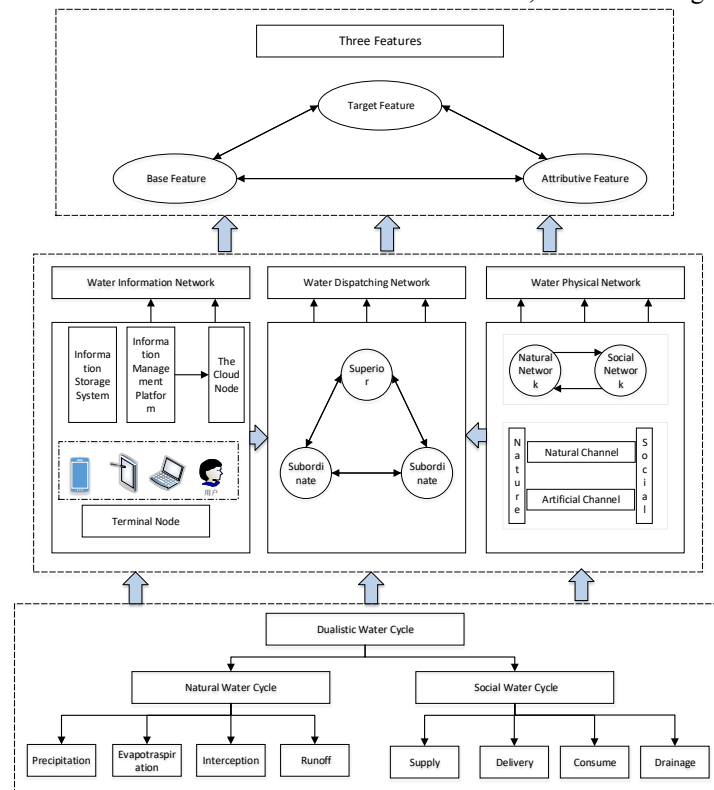 Three Features
Target Feature
Base Feature
Attributive Feature
Water Information Network
Water Dispatching Network
Water Physical Network
Informa
tion
Storage
System
Informa
tion
Manage
ment
Platfor
m
The
Cloud
Node
用户
Terminal Node
Superio
r
Subordi
nate
Subordi
nate
Natural
Networ
k
Social
Networ
k
N
a
t
u
r
e
Natural Channel
Artificial Channel
S
o
c
i
a
l
Dualistic Water Cycle
Natural Water Cycle
Social Water Cycle
Precipitation
Evapotraspir
ation
Interception
Runoff
Supply
Delivery
Consume
Drainage